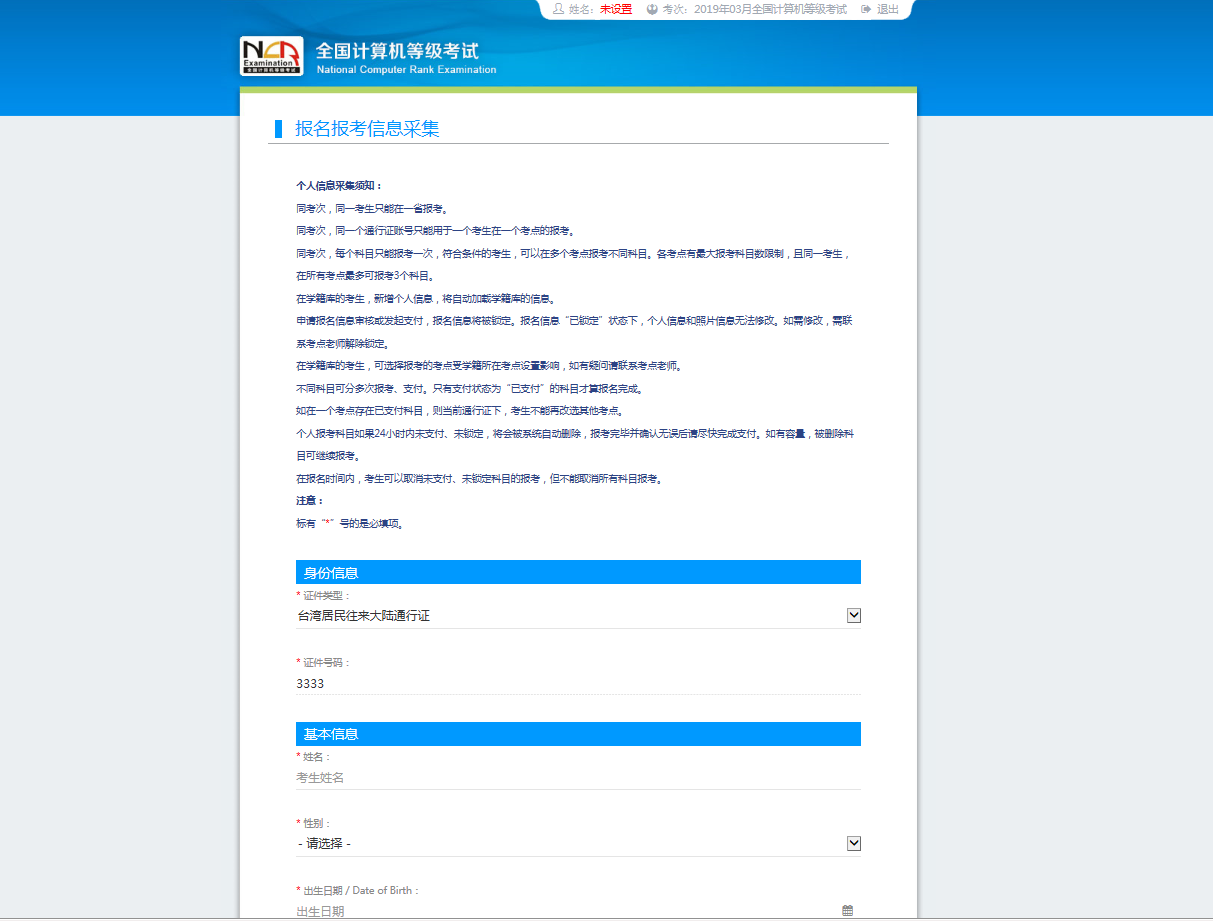 姓名: 未设置 考次: 2019年03月全国计算机等级考试 退出
NCR
Examination
全国计算机等级考试
全国计算机等级考试
National Computer Rank Examination
报名报考信息采集
个人信息采集须知：
同考次，同一考生只能在一省报考。
同考次，同一个通行证账号只能用于一个考生在一个考点的报考。
同考次，每个科目只能报考一次，符合条件的考生，可以在多个考点报考不同科目。各考点有最大报考科目数限制，且同一考生，
在所有考点最多可报考3个科目。
在学籍库的考生，新增个人信息，将自动加载学籍库的信息。
申请报名信息审核或发起支付，报名信息将被锁定。报名信息“已锁定”状态下，个人信息和照片信息无法修改。如需修改，需联
系考点老师解除锁定。
在学籍库的考生，可选择报考的考点受学籍所在考点设置影响，如有疑问请联系考点老师。
不同科目可分多次报考、支付。只有支付状态为“已支付”的科目才算报名完成。
如在一个考点存在已支付科目，则当前通行证下，考生不能再改选其他考点。
个人报考科目如果24小时内未支付、未锁定，将会被系统自动删除，报考完毕并确认无误后请尽快完成支付。如有容量，被删除科
目可继续报考。
在报名时间内，考生可以取消未支付、未锁定科目的报考，但不能取消所有科目报考。
注意：
标有“*”号的是必填项。
身份信息
* 证件类型：
台湾居民往来大陆通行证
* 证件号码：
3333
基本信息
* 姓名：
考生姓名
* 性别：
- 请选择 -
* 出生日期 / Date of Birth：
出生日期